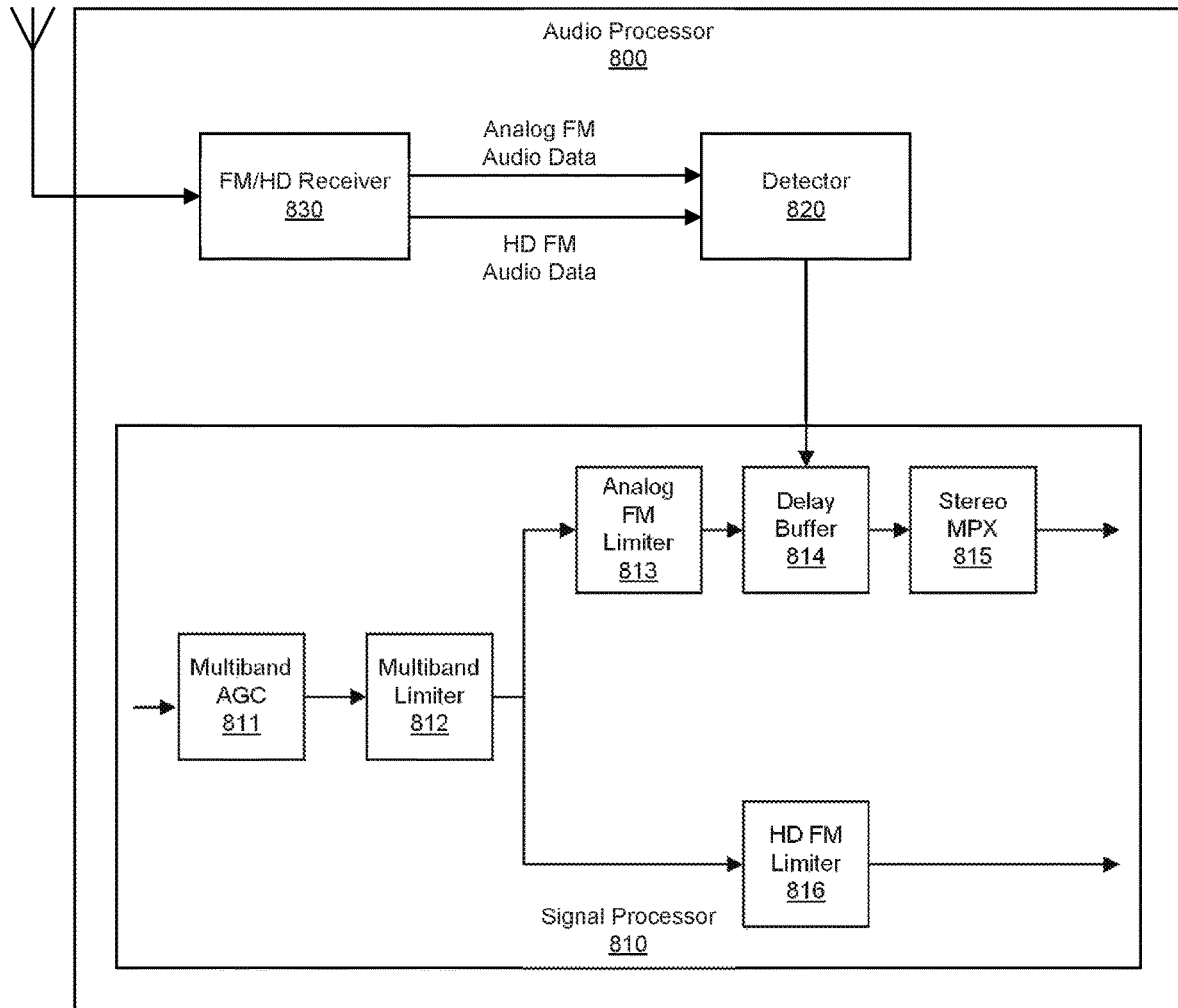 Audio Processor
800
Analog FM
Audio Data
FM/HD Receiver
830
Detector
820
HD FM
Audio Data
Analog
FM
Limiter
813
Delay
Buffer
814
Stereo
MPX
815
Multiband
AGC
811
Multiband
Limiter
812
HD FM
Limiter
816
Signal Processor
810